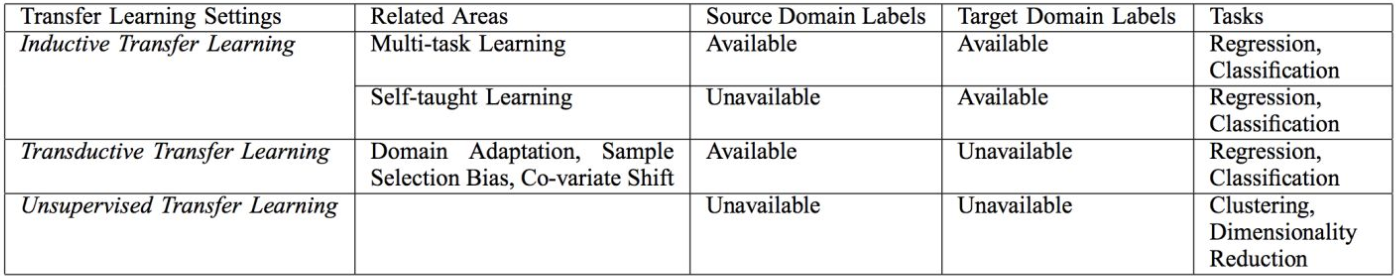 Transfer Learning Settings Related Areas Source Domain Labels Target Domain Labels Tasks
Inductive Transfer Learning Multi-task Learning Available Available Regression,
Classification
Self-taught Learning Unavailable Available Regression,
Classification
Transductive Transfer Learning Domain Adaptation, Sample Available Unavailable Regression,
Selection Bias, Co-variate Shift Classification
Unsupervised Transfer Learning Unavailable Unavailable Clustering,
Dimensionality
Reduction